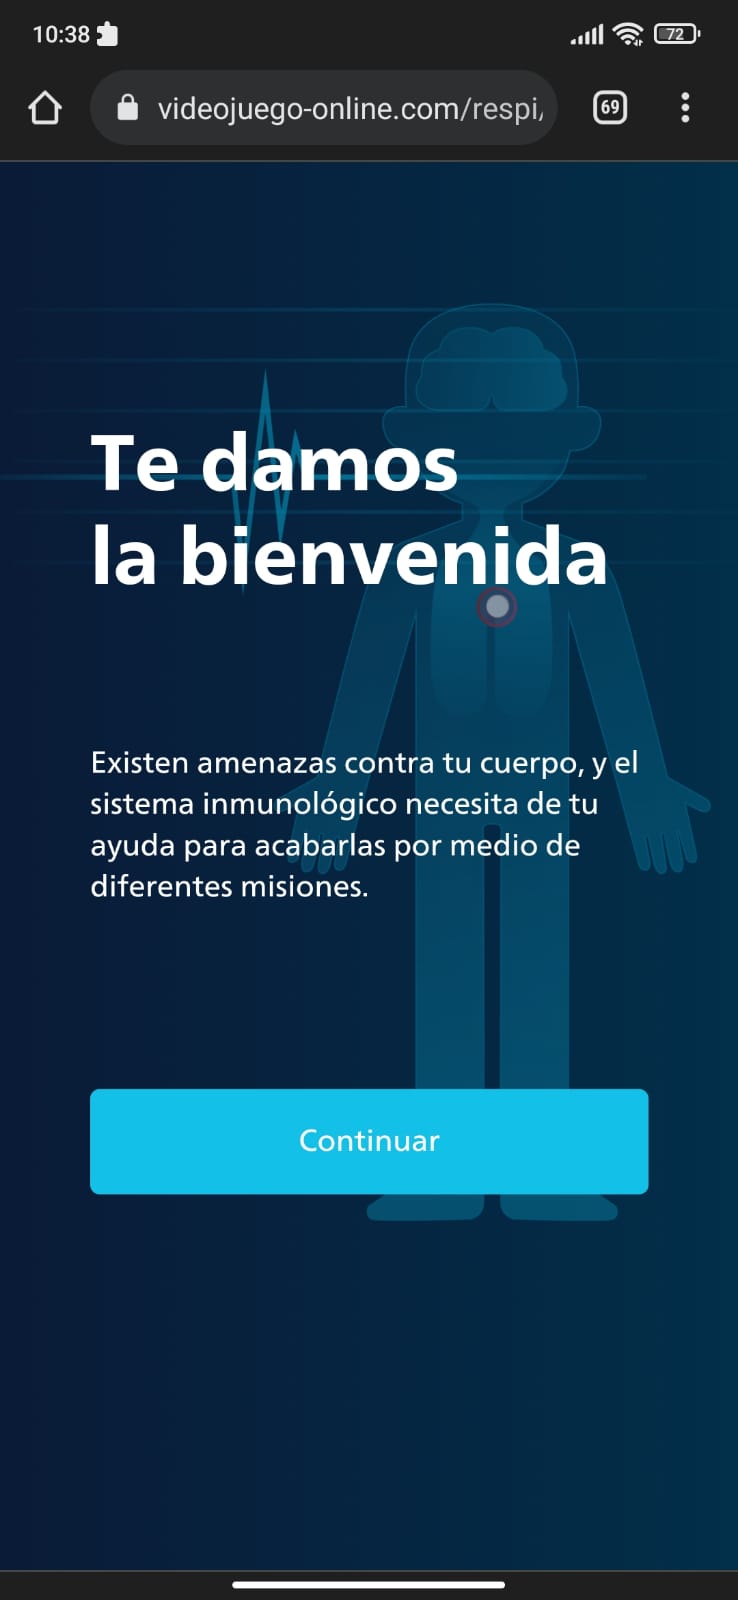 10:38
72
videojuego-online.com/respi
69
Te damos
la bienvenida
Existen amenazas contra tu cuerpo, y el
sistema inmunológico necesita de tu
ayuda para acabarlas por medio de
diferentes misiones.
Continuar